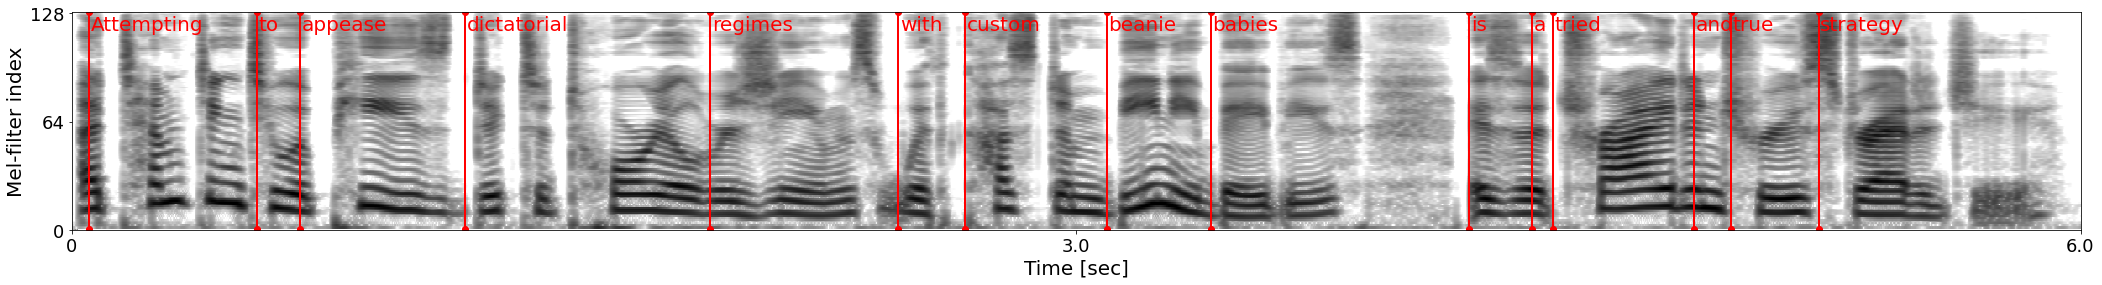 128
Attempting to appease dictatorial regimes with custom beanie babies is a tried and true strategy
Mel-filter index
64
0
0 3.0 6.0
Time [sec]